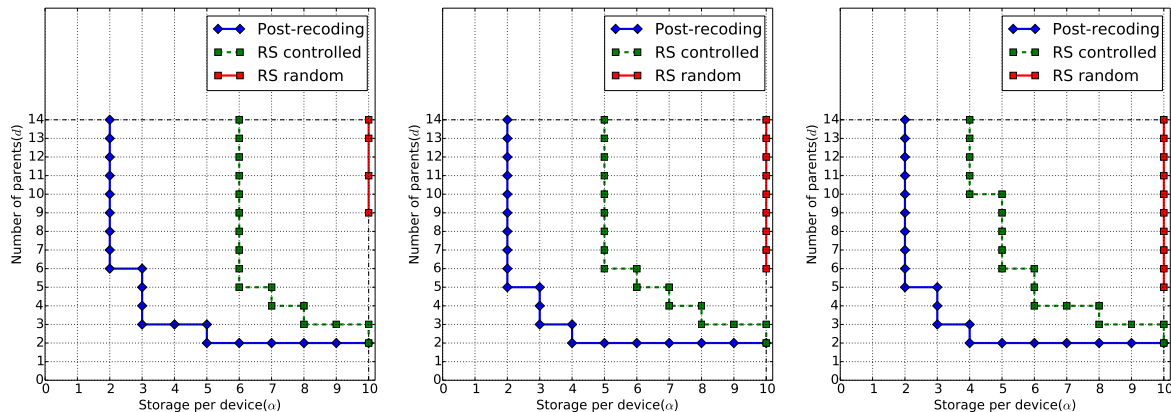 Post-recoding
RS controlled
RS random
Number of parents(d)
14
13
12
11
10
9
8
7
6
5
4
3
2
1
0
0 1 2 3 4 5 6 7 8 9 10
Storage per device(α)
Post-recoding
RS controlled
RS random
Number of parents(d)
14
13
12
11
10
9
8
7
6
5
4
3
2
1
0
0 1 2 3 4 5 6 7 8 9 10
Storage per device(α)
Post-recoding
RS controlled
RS random
Number of parents(d)
14
13
12
11
10
9
8
7
6
5
4
3
2
1
0
0 1 2 3 4 5 6 7 8 9 10
Storage per device(α)